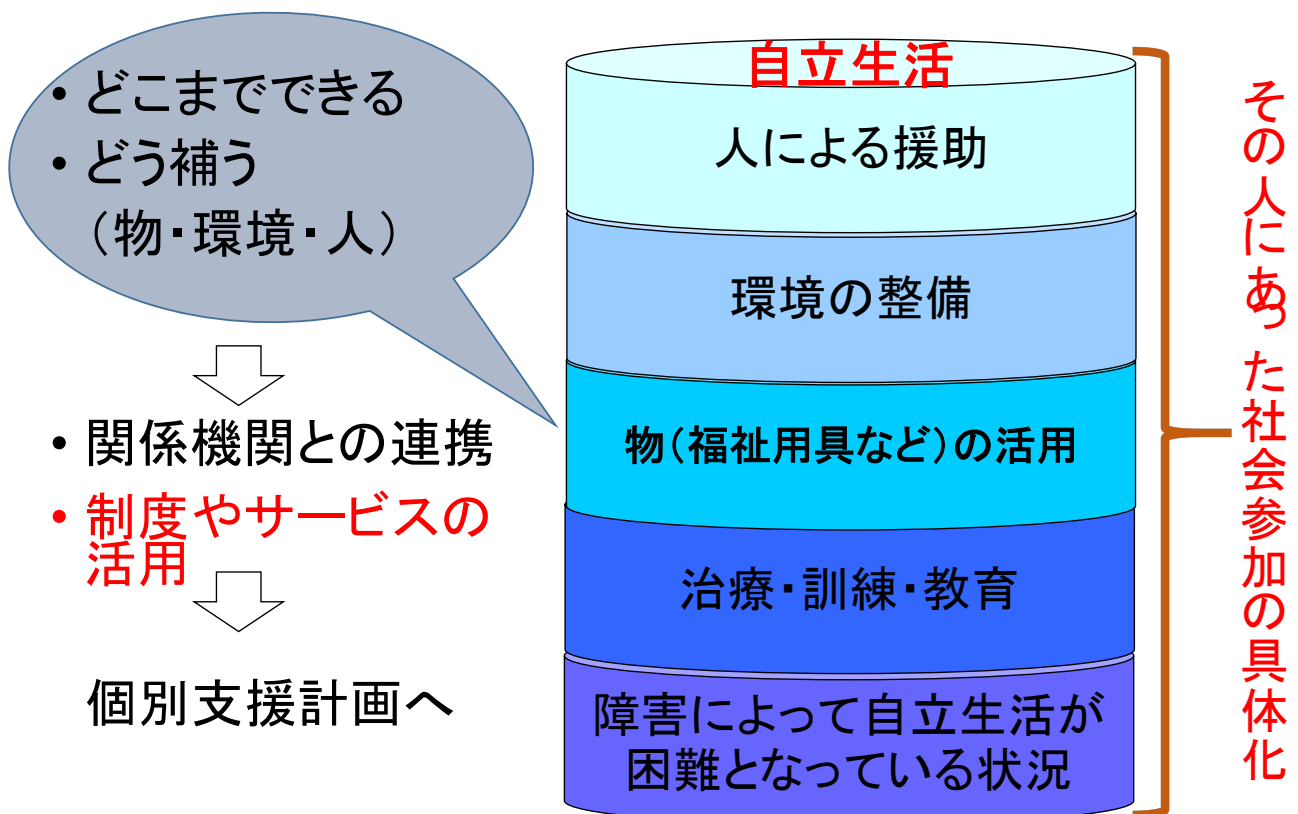 • どこまでできる
• どう補う
（物・環境・人）
• 関係機関との連携
• 制度やサービスの
活用
個別支援計画へ
自立生活
人による援助
環境の整備
物（福祉用具など）の活用
治療・訓練・教育
障害によって自立生活が
困難となっている状況
その人にあった社会参加の具体化